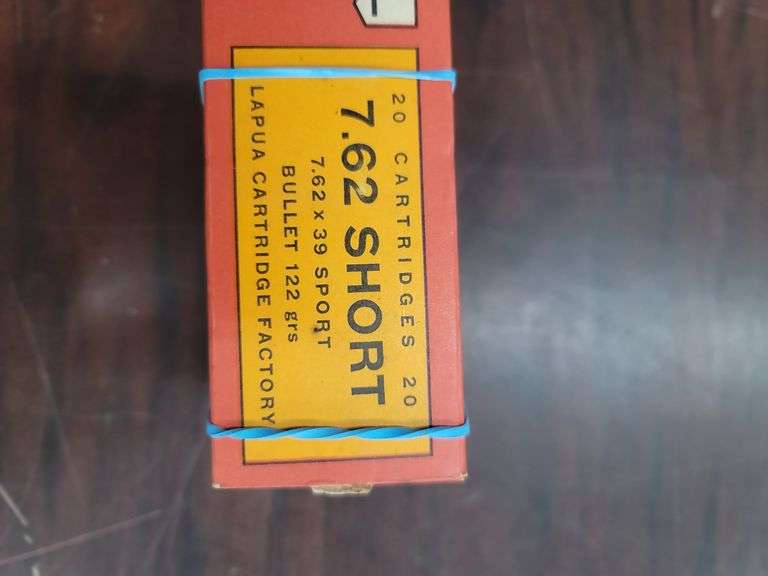 20 CARTRIDGES 20
7.62 SHORT
7.62 x 39 SPORT
BULLET 122 grs
LAPUA CARTRIDGE FACTORY